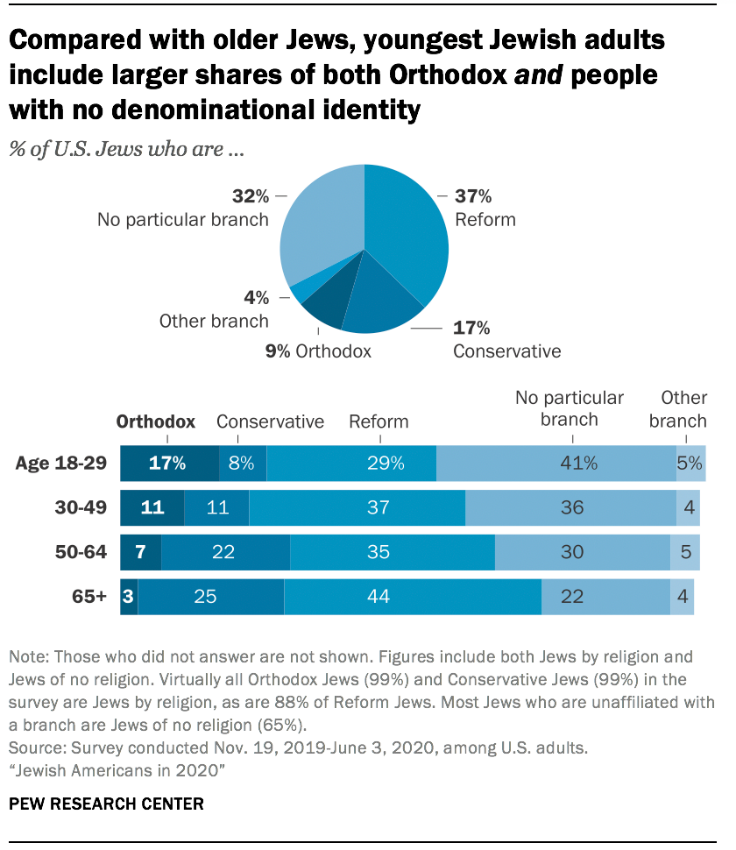 Compared with older Jews, youngest Jewish adults
include larger shares of both Orthodox and people
with no denominational identity
% of U.S. Jews who are ...
32%
No particular branch
37%
Reform
4%
Other branch
17%
Conservative
9% Orthodox
Orthodox Conservative Reform No particular branch Other branch
Age 18-29 17% 8% 29% 41% 5%
30-49 11 11 37 36 4
50-64 7 22 35 30 5
65+ 3 25 44 22 4
Note: Those who did not answer are not shown. Figures include both Jews by religion and
Jews of no religion. Virtually all Orthodox Jews (99%) and Conservative Jews (99%) in the
survey are Jews by religion, as are 88% of Reform Jews. Most Jews who are unaffiliated with
a branch are Jews of no religion (65%).
Source: Survey conducted Nov. 19, 2019-June 3, 2020, among U.S. adults.
“Jewish Americans in 2020”
PEW RESEARCH CENTER